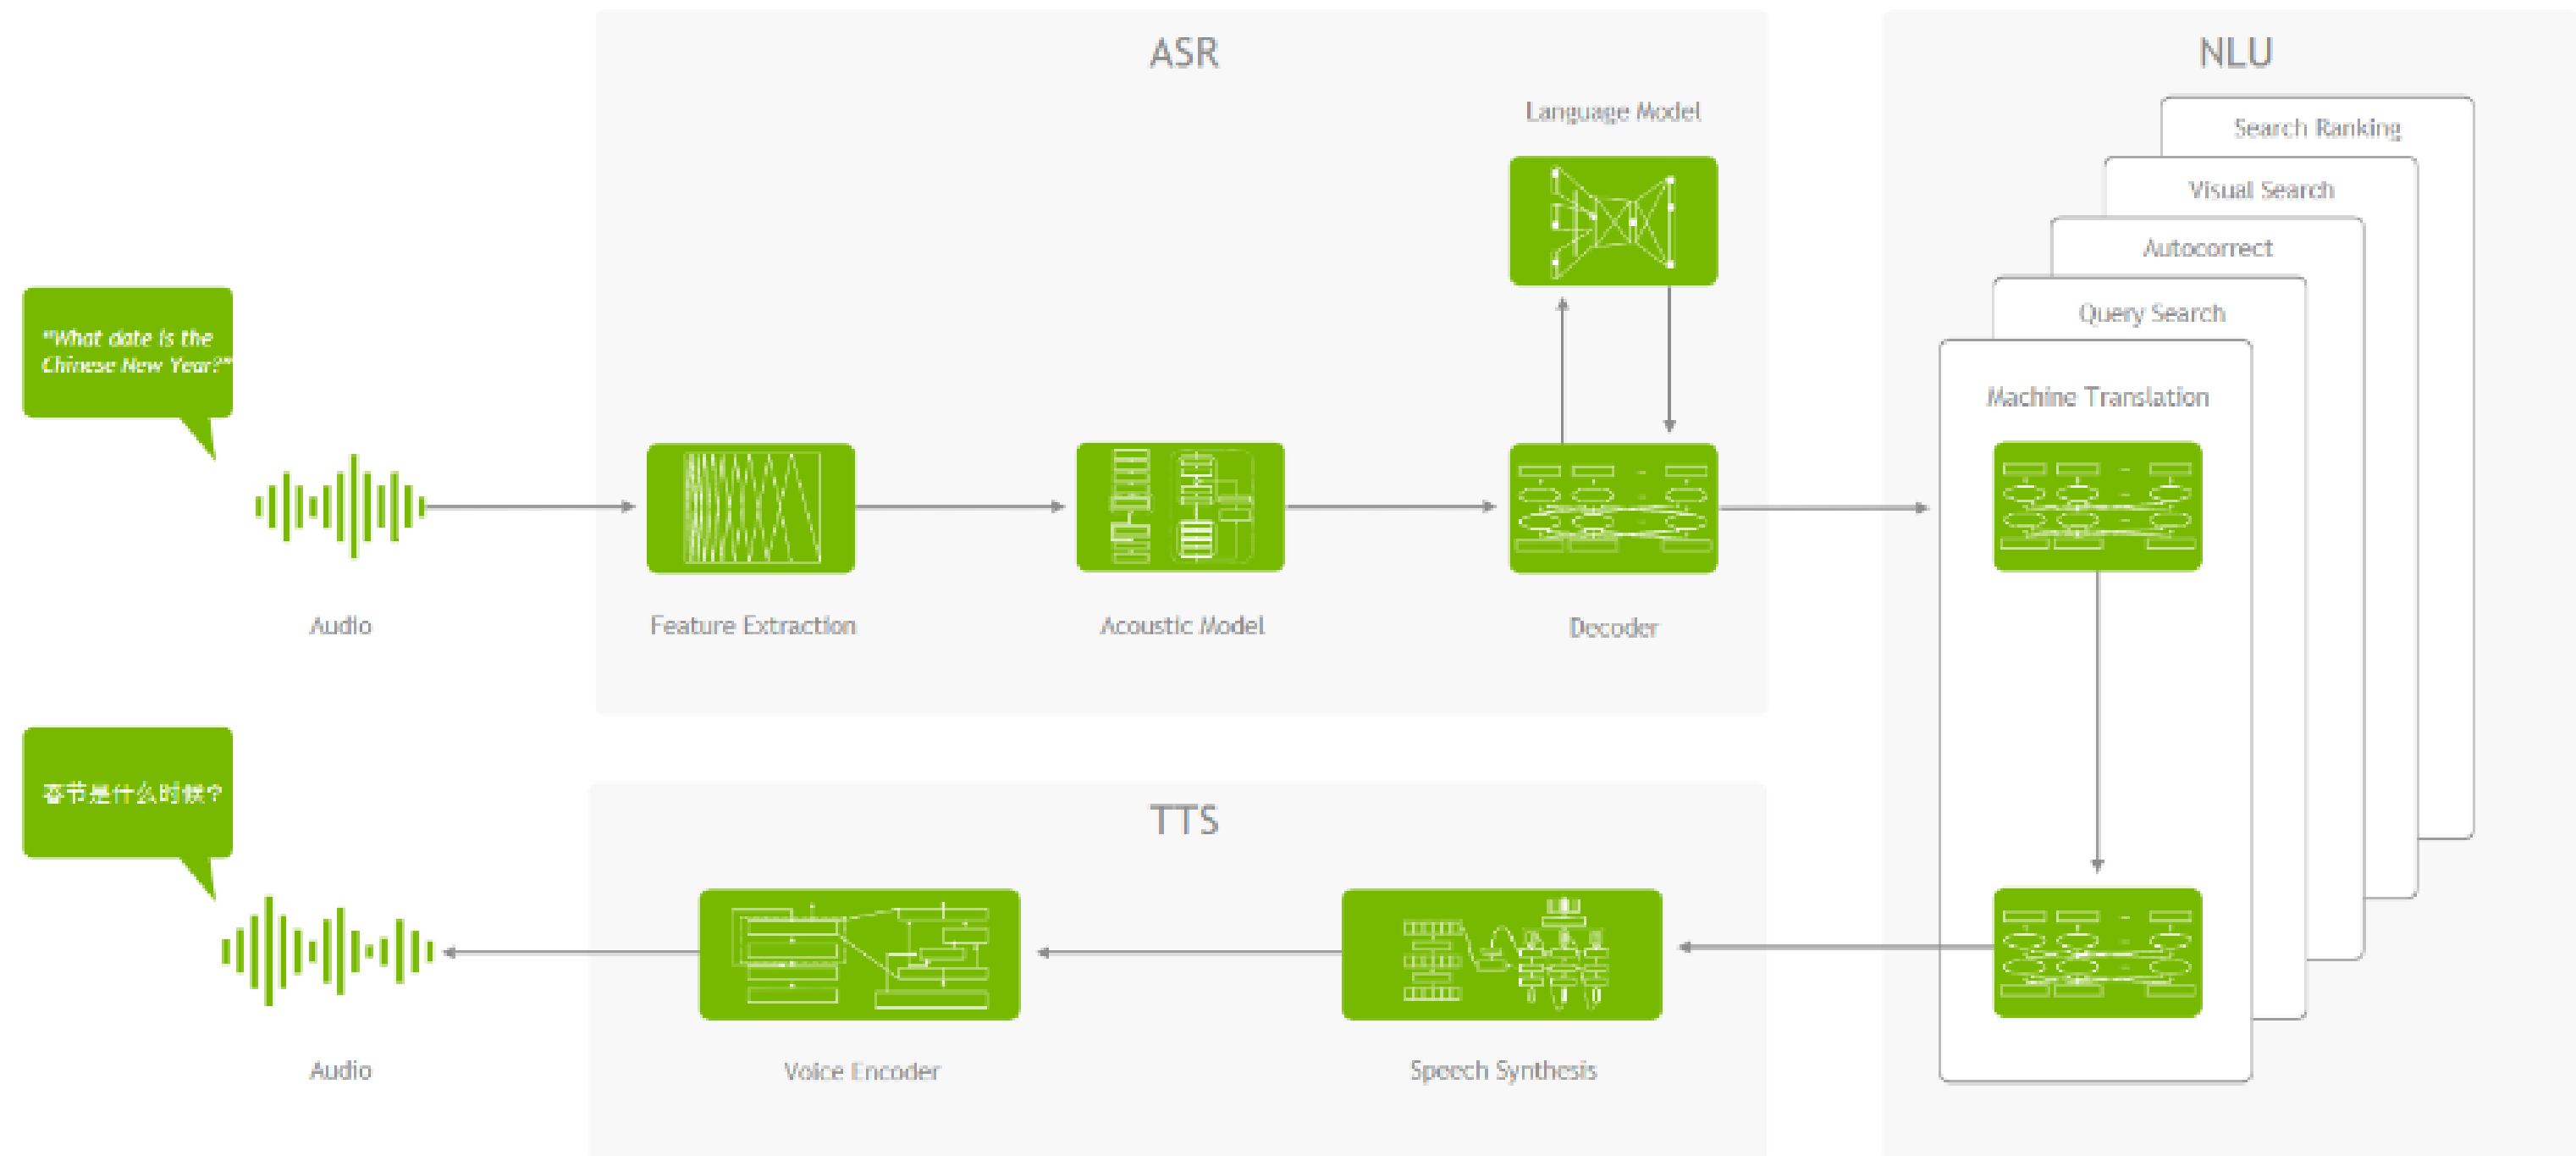 ASR
NLU
Language Model
Search Ranking
Visual Search
Autocorrect
Query Search
Machine Translation
"What date is the
Chinese New Year?"
Audio
Feature Extraction
Acoustic Model
Decoder
春节是什么时候?
TTS
Audio
Voice Encoder
Speech Synthesis